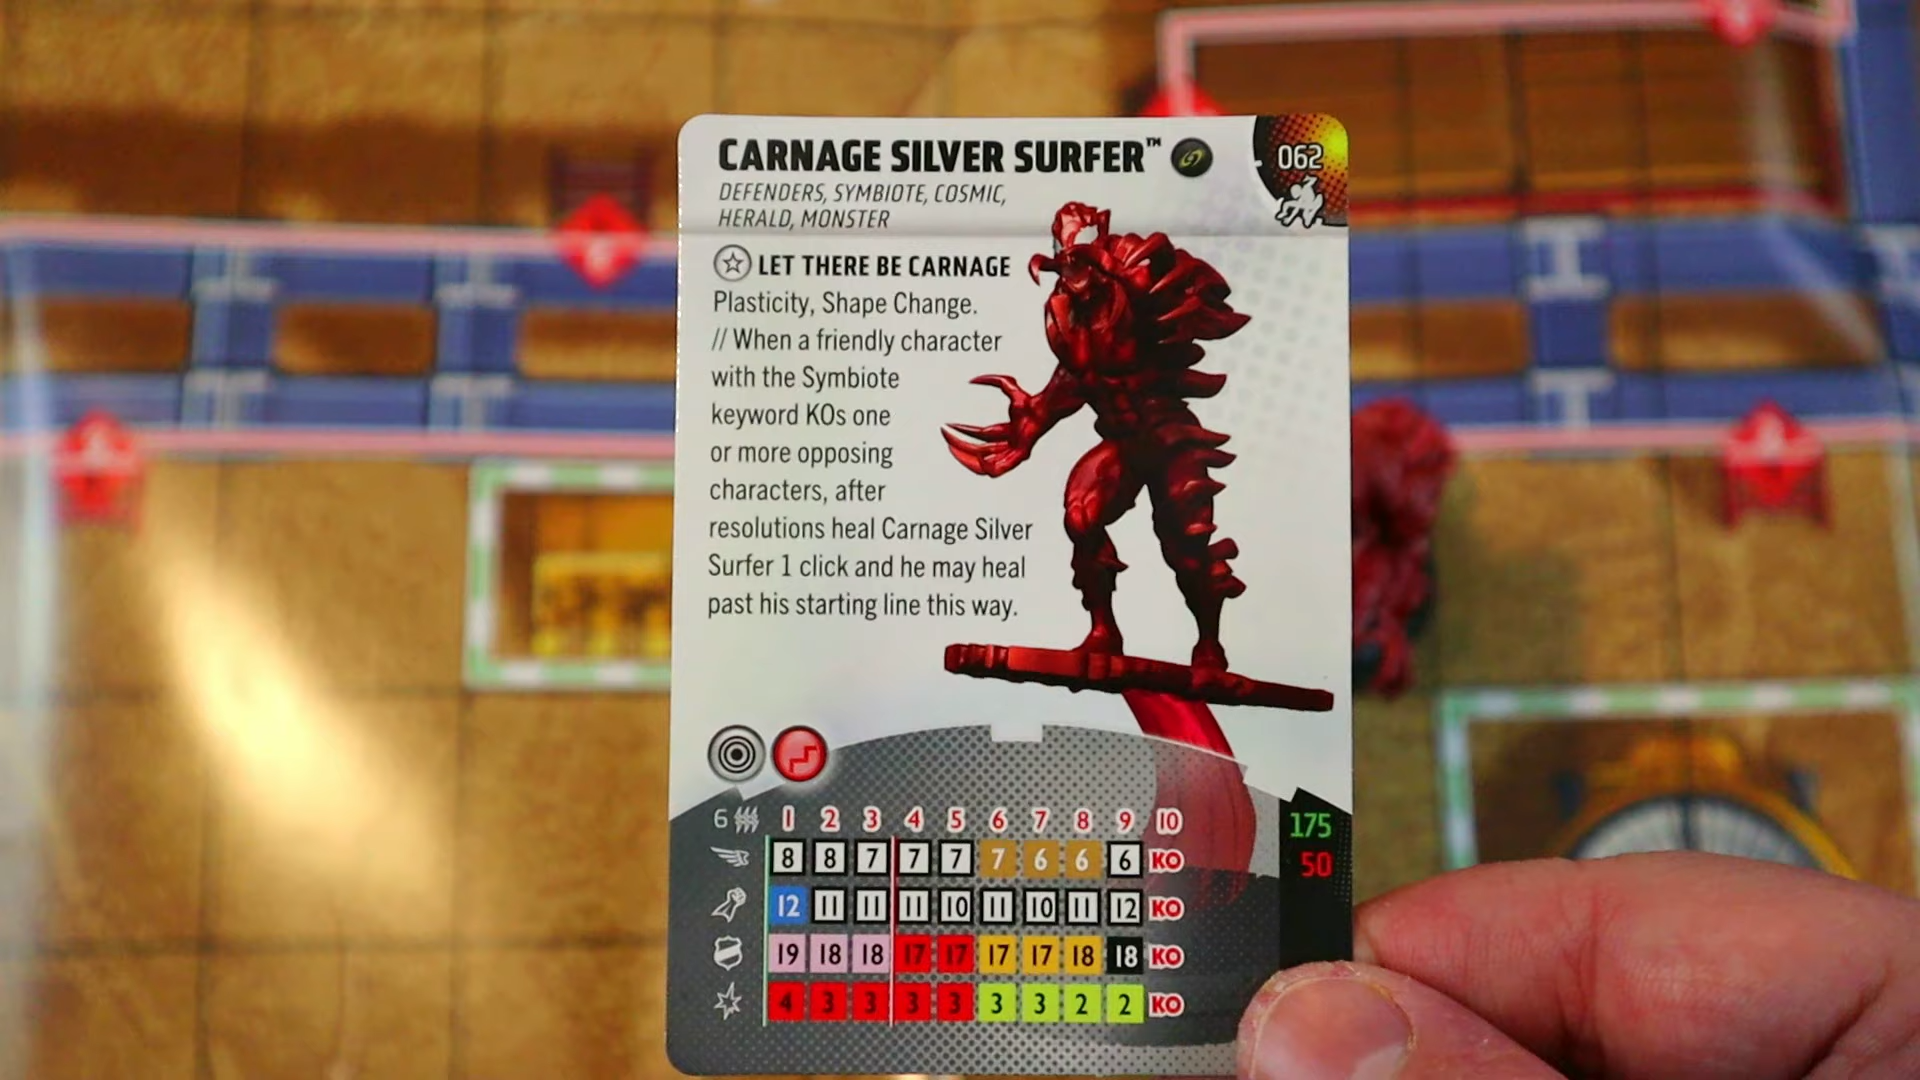 CARNAGE SILVER SURFER™
062
DEFENDERS, SYMBIOTE, COSMIC,
HERALD, MONSTER
LET THERE BE CARNAGE
Plasticity, Shape Change.
// When a friendly character
with the Symbiote
keyword KOs one
or more opposing
characters, after
resolutions heal Carnage Silver
Surfer 1 click and he may heal
past his starting line this way.
6 1 2 3 4 5 6 7 8 9 10
175
8 8 7 7 7 7 6 6 6 KO
50
12 11 11 11 10 11 10 11 12 KO
19 18 18 17 17 17 17 18 18 KO
4 3 3 3 3 3 3 2 2 KO